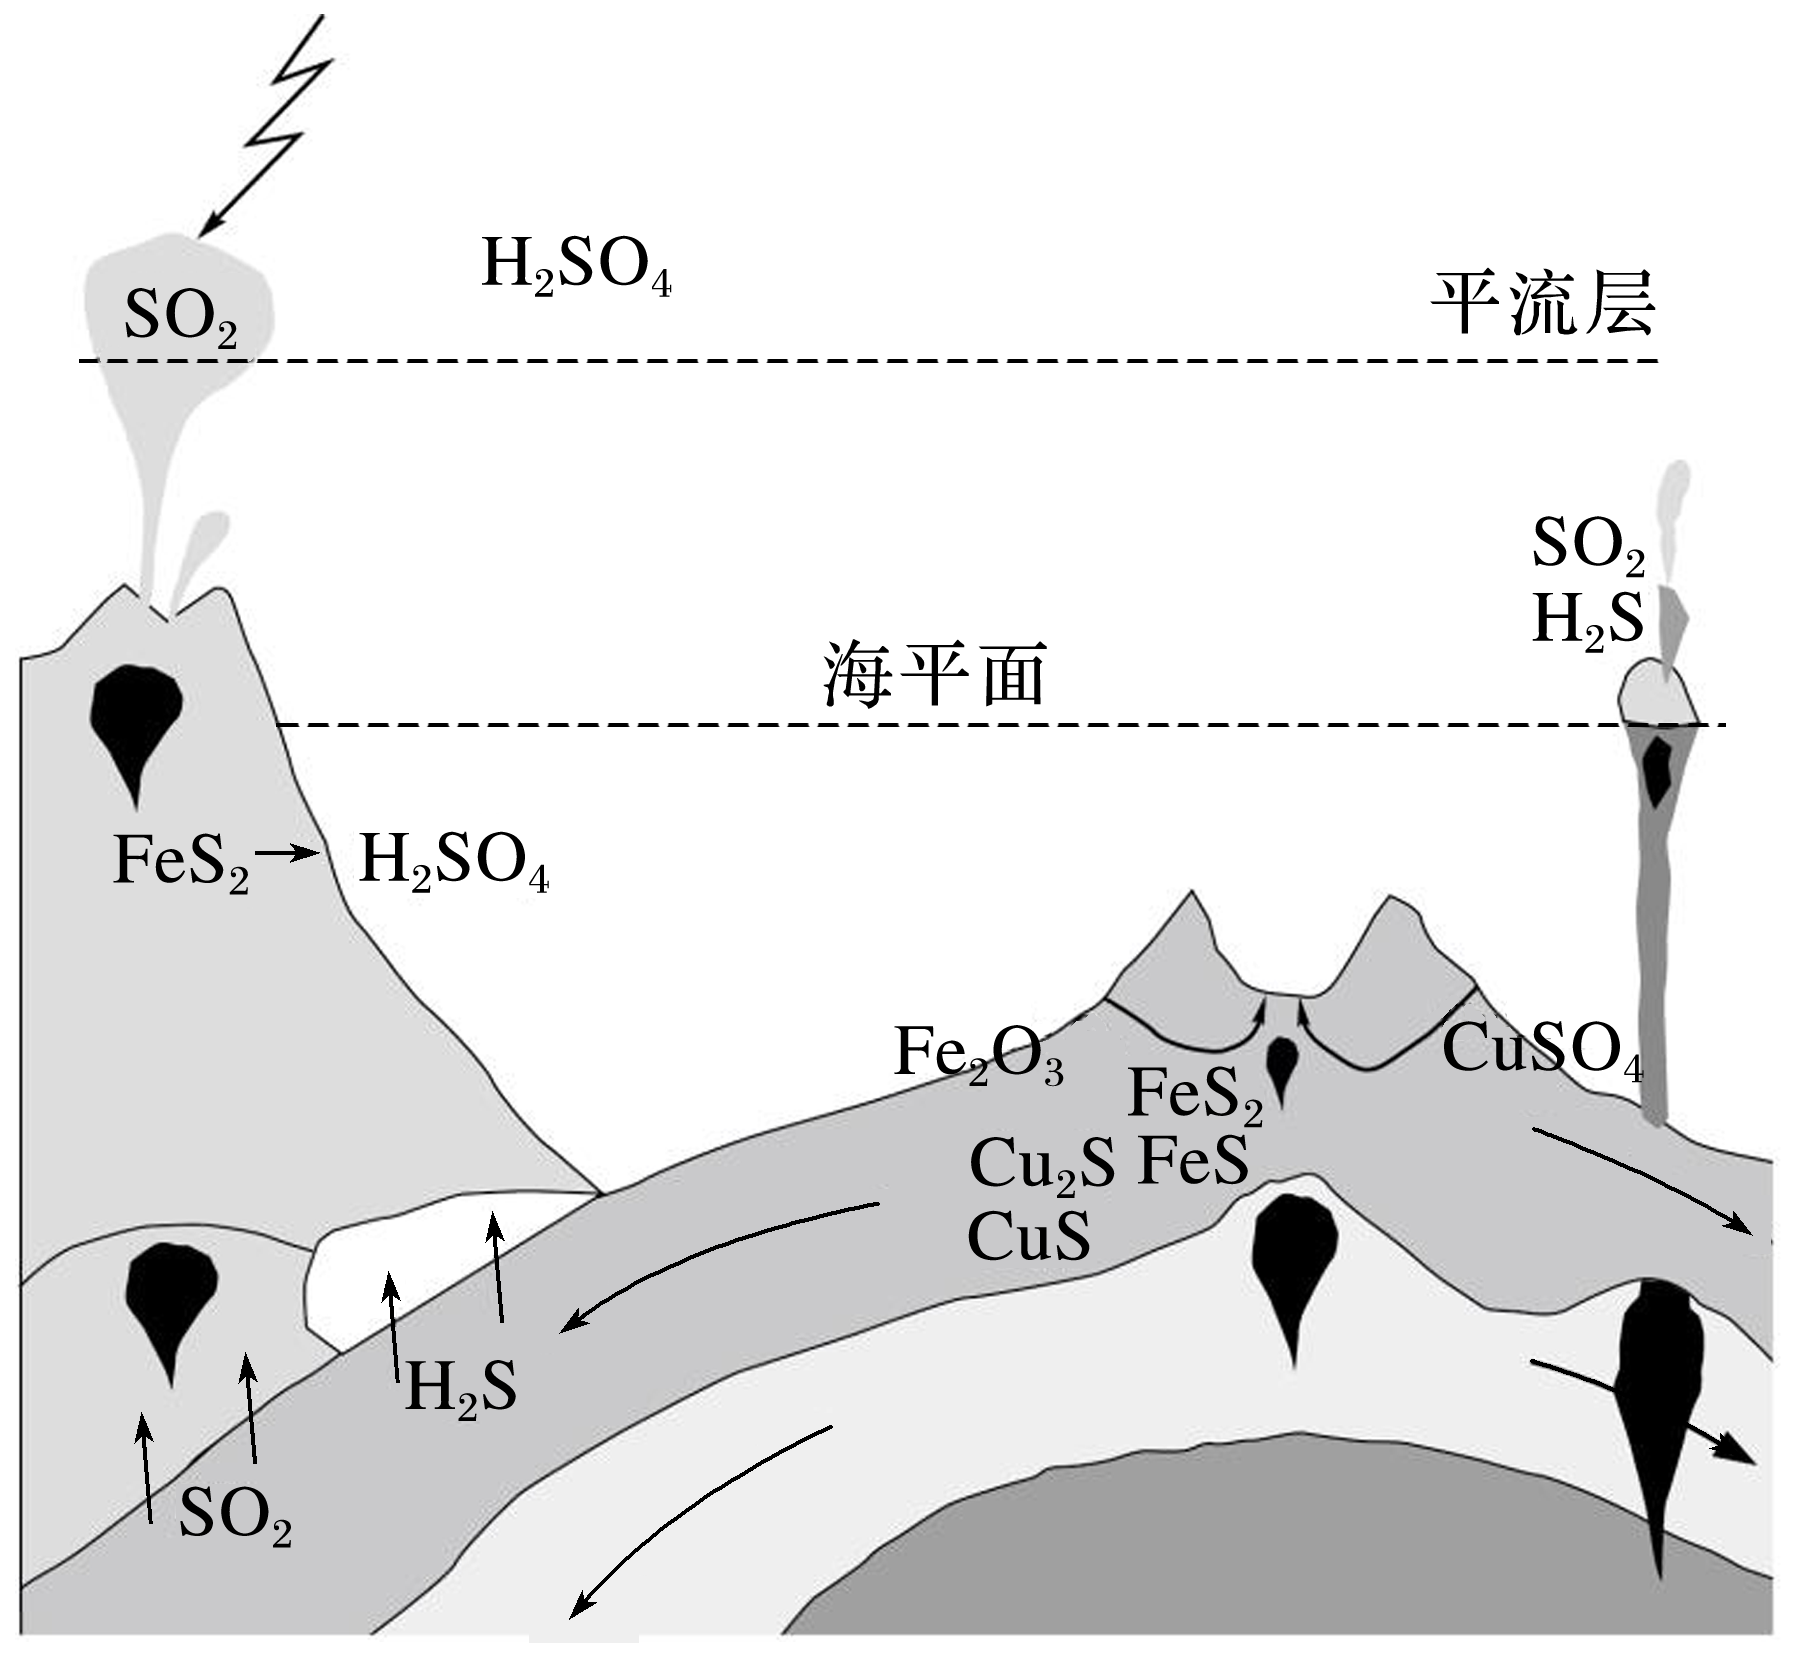 H₂SO₄
平流层
SO₂
SO₂
H₂S
海平面
FeS₂ → H₂SO₄
Fe₂O₃
CuSO₄
FeS₂
Cu₂S FeS
CuS
H₂S
SO₂